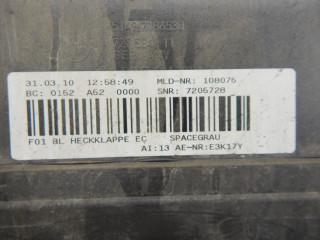 31.03.10 12:58:49 MLD-NR: 108076
BC: 0152 A52 0000 SNR: 7205728
F01 BL HECKKLAPPE EC SPACEGRAU
AI:13 AE-NR:E3K17Y